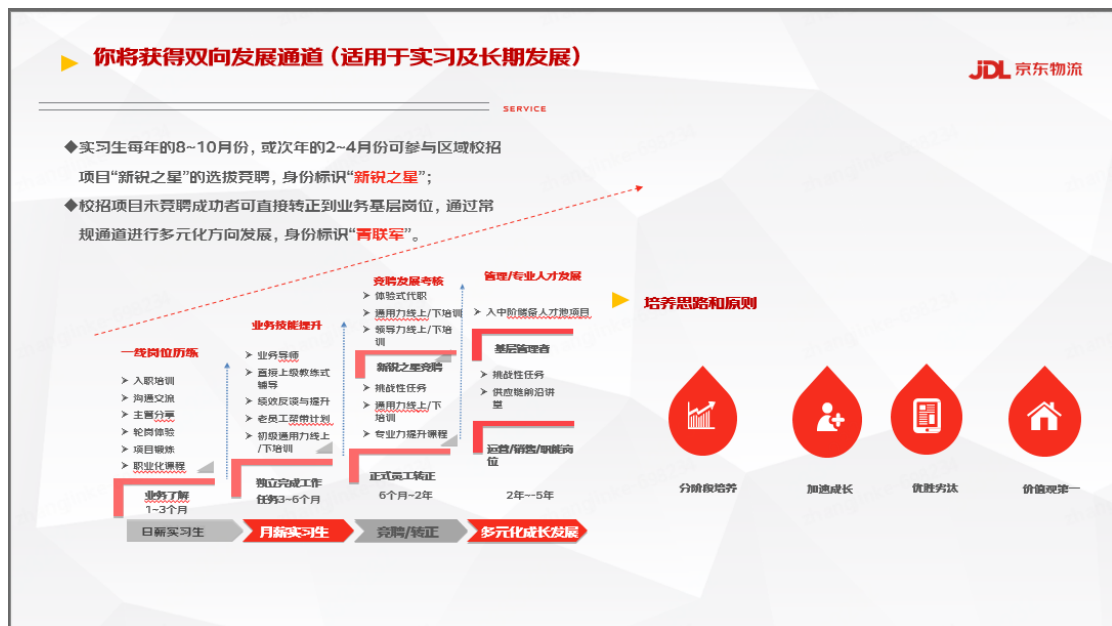 你将获得双向发展通道（适用于实习及长期发展）
JDL 京东物流
SERVICE
◆实习生每年的8~10月份，或次年的2~4月份可参与区域校招
项目“新锐之星”的选拔竞聘，身份标识“新锐之星”；
◆校招项目未竞聘成功者可直接转正到业务基层岗位，通过常
规通道进行多元化方向发展，身份标识“菁联军”。
一线岗位历练
➢ 入职培训
➢ 沟通交流
➢ 主管分享
➢ 轮岗体验
➢ 项目锻炼
➢ 职业化课程
业务了解
1~3个月
日薪实习生
业务技能提升
➢ 业务导师
➢ 直接上级教练式
辅导
➢ 绩效反馈与提升
➢ 老员工帮带计划
➢ 初级通用力线上
/下培训
独立完成工作
任务3~6个月
月薪实习生
竞聘发展考核
➢ 体验式代职
➢ 通用力线上/下培训
➢ 领导力线上/下培
训
新锐之星竞聘
➢ 挑战性任务
➢ 通用力线上/下
培训
➢ 专业力提升课程
正式员工转正
6个月~2年
竞聘/转正
管理/专业人才发展
➢ 入中阶储备人才池项目
基层管理者
➢ 挑战性任务
➢ 供应链前沿讲
堂
运营/销售/职能岗
位
2年~~5年
多元化成长发展
培养思路和原则
分阶段培养
加速成长
优胜劣汰
价值观第一